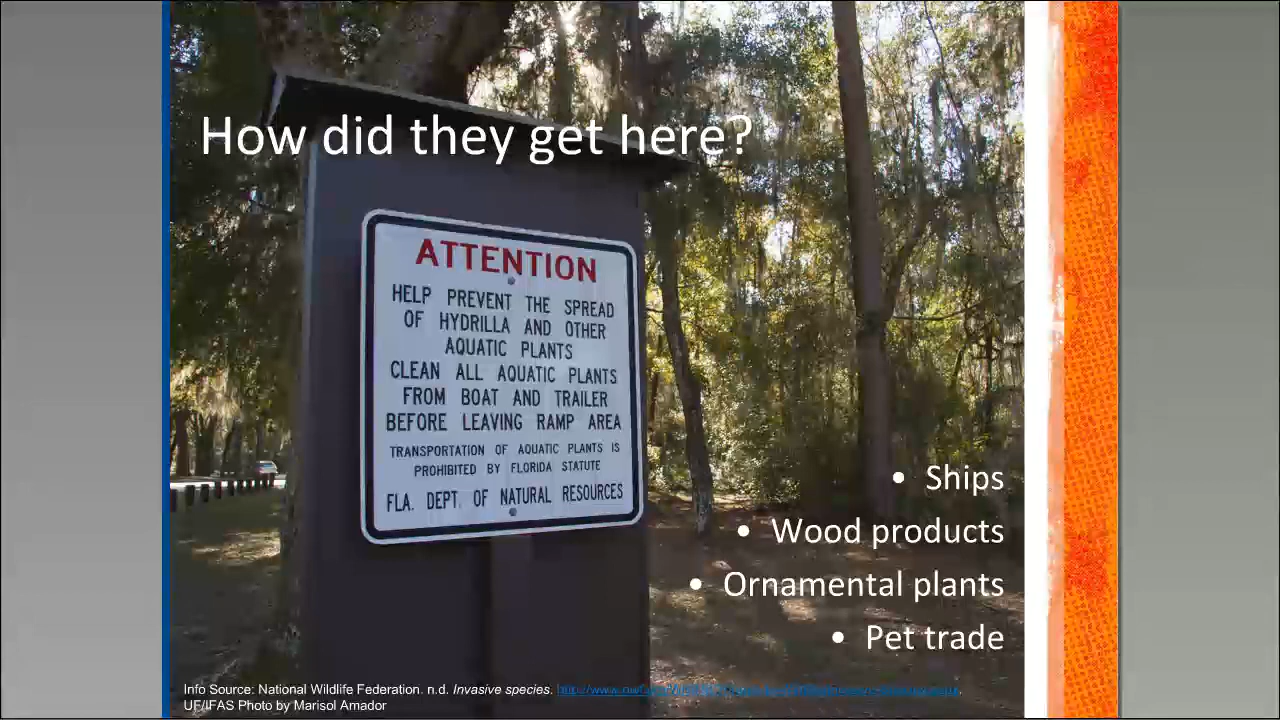 How did they get here?
ATTENTION
HELP PREVENT THE SPREAD
OF HYDRILLA AND OTHER
AQUATIC PLANTS
CLEAN ALL AQUATIC PLANTS
FROM BOAT AND TRAILER
BEFORE LEAVING RAMP AREA
TRANSPORTATION OF AQUATIC PLANTS IS
PROHIBITED BY FLORIDA STATUTE
FLA. DEPT. OF NATURAL RESOURCES
• Ships
• Wood products
• Ornamental plants
• Pet trade
Info Source: National Wildlife Federation. n.d. Invasive species.
UF/IFAS Photo by Marisol Amador